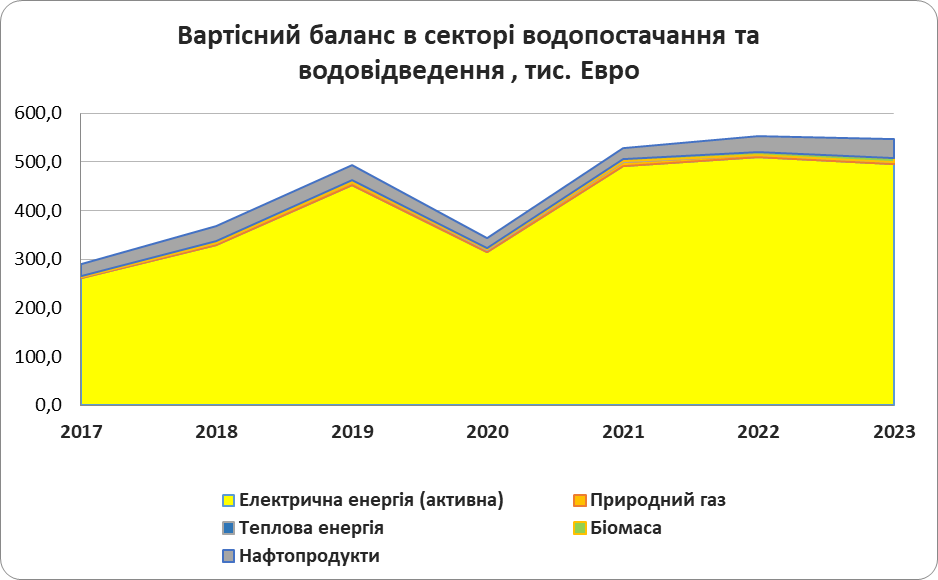 Вартісний баланс в секторі водопостачання та
водовідведення , тис. Евро
600,0
500,0
400,0
300,0
200,0
100,0
0,0
2017 2018 2019 2020 2021 2022 2023
Електрична енергія (активна) Природний газ
Теплова енергія Біомаса
Нафтопродукти